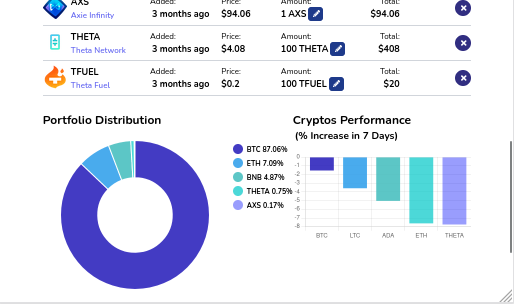 AXS Added: Price: Amount: Total:
Axie Infinity 3 months ago $94.06 1 AXS $94.06
THETA Added: Price: Amount: Total:
Theta Network 3 months ago $4.08 100 THETA $408
TFUEL Added: Price: Amount: Total:
Theta Fuel 3 months ago $0.2 100 TFUEL $20
Portfolio Distribution
BTC 87.06%
ETH 7.09%
BNB 4.87%
THETA 0.75%
AXS 0.17%
Cryptos Performance
(% Increase in 7 Days)
0
-1
-2
-3
-4
-5
-6
-7
-8
BTC LTC ADA ETH THETA